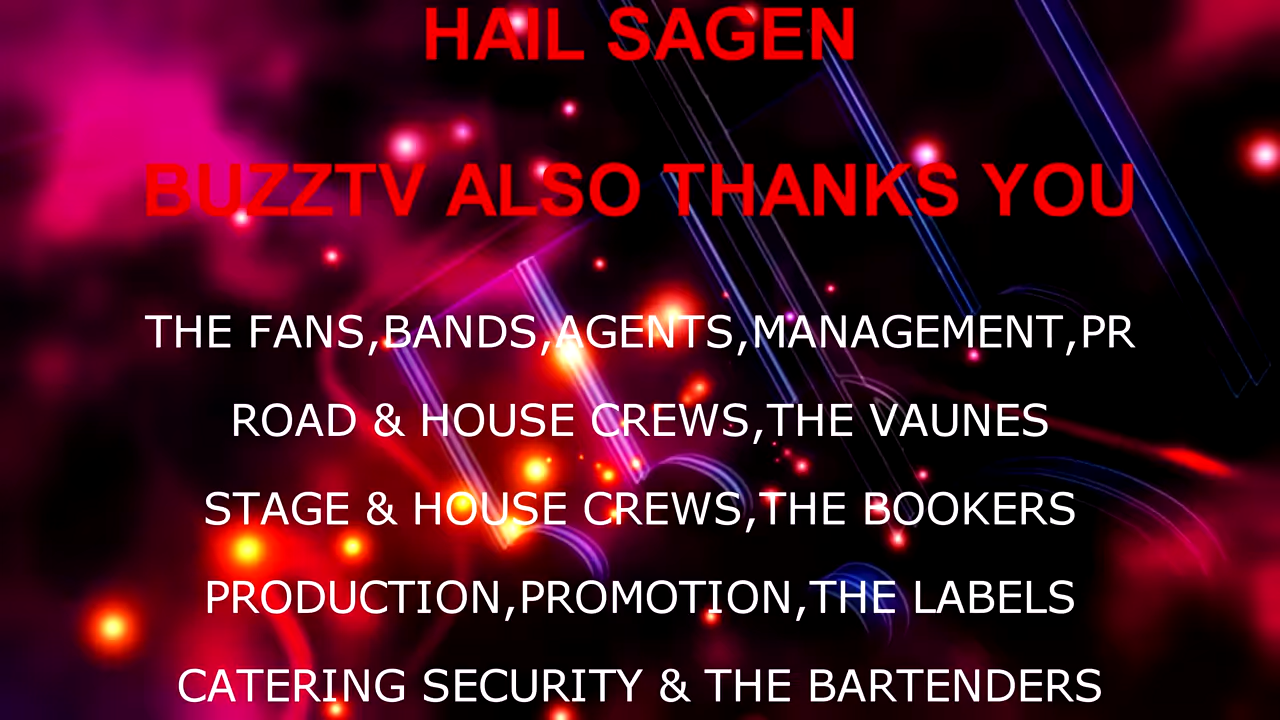 HAIL SAGEN
BUZZTV ALSO THANKS YOU
THE FANS,BANDS,AGENTS,MANAGEMENT,PR
ROAD & HOUSE CREWS,THE VAUNES
STAGE & HOUSE CREWS,THE BOOKERS
PRODUCTION,PROMOTION,THE LABELS
CATERING SECURITY & THE BARTENDERS